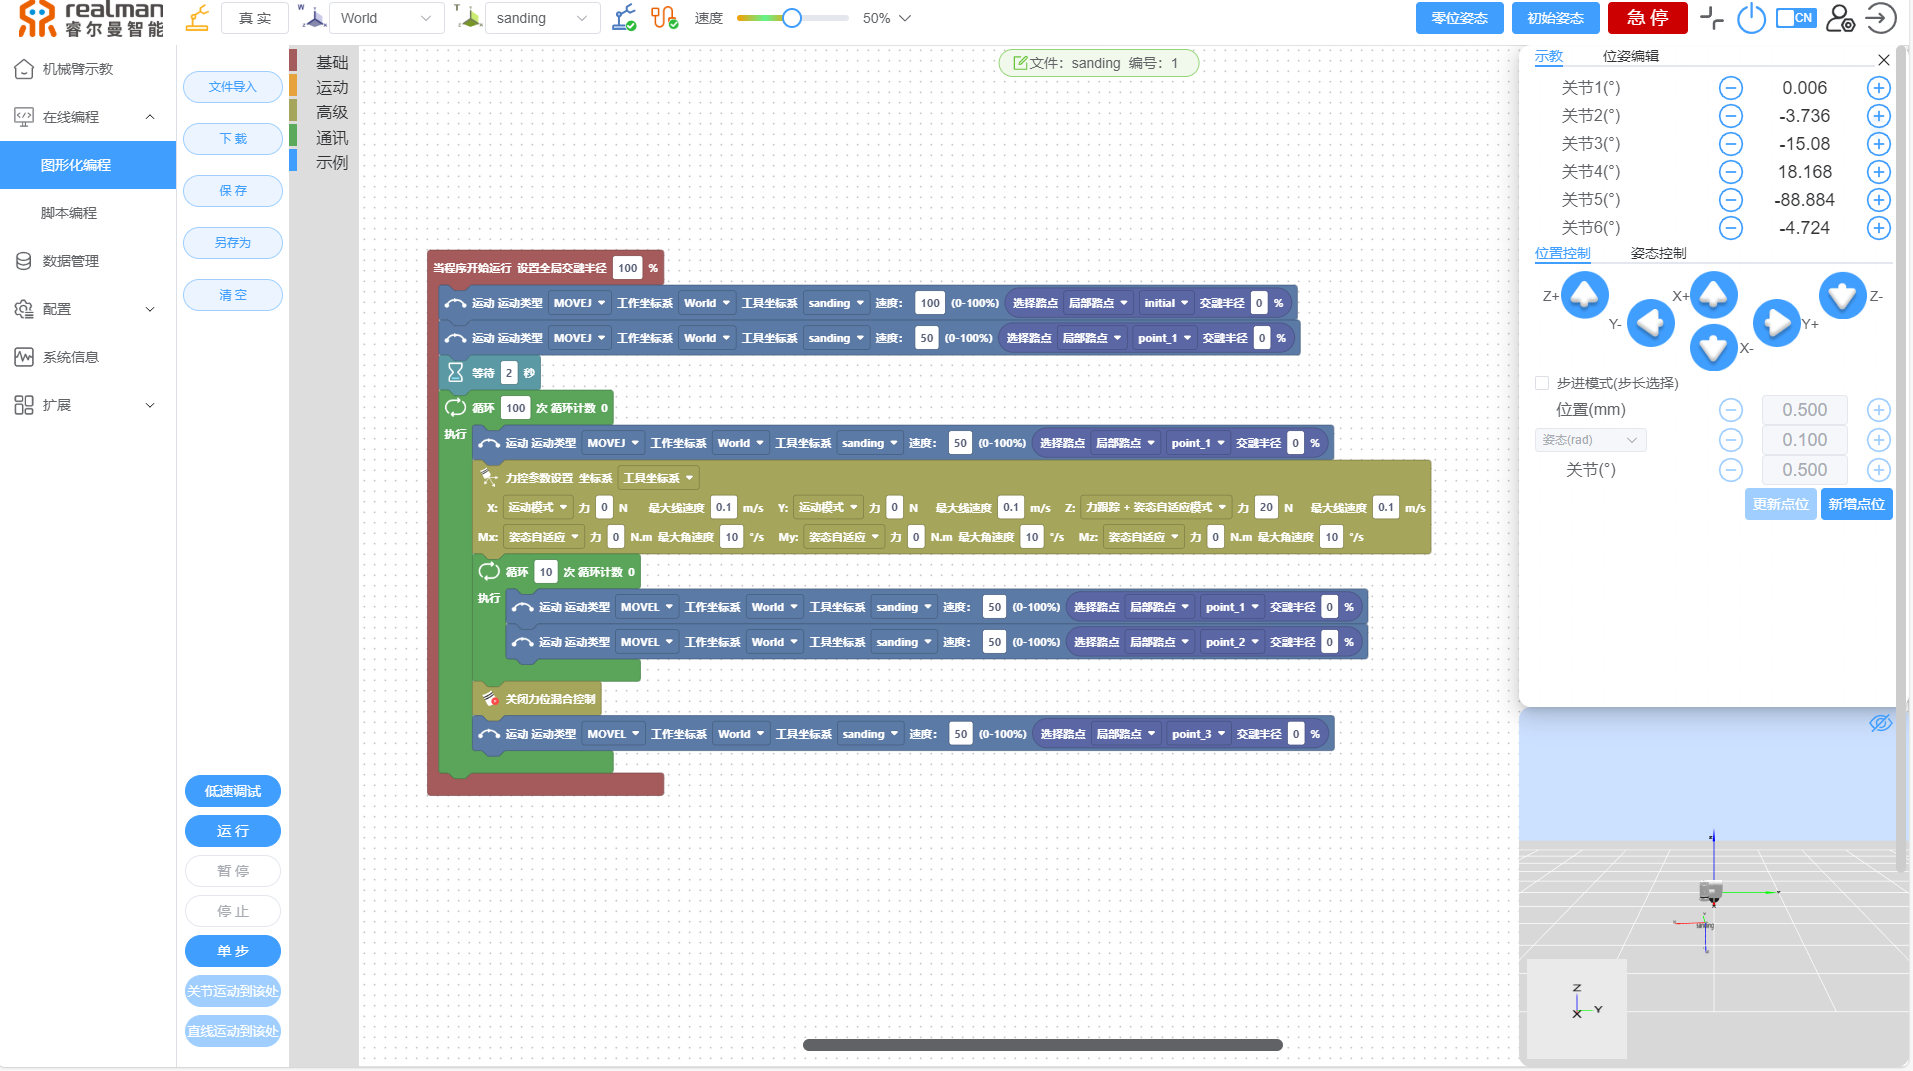 realman
睿尔曼智能
真 实
W
World
T
sanding
速度
50%
零位姿态
初始姿态
急 停
CN
机械臂示教
在线编程
图形化编程
脚本编程
数据管理
配置
系统信息
扩展
文件导入
下 载
保 存
另存为
清 空
低速调试
运 行
暂 停
停 止
单 步
关节运动到该处
直线运动到该处
基础
运动
高级
通讯
示例
文件：sanding 编号：1
当程序开始运行 设置全局交融半径 100 %
运动 运动类型 MOVEJ 工作坐标系 World 工具坐标系 sanding 速度： 100 (0-100%) 选择路点 局部路点 initial 交融半径 0 %
运动 运动类型 MOVEJ 工作坐标系 World 工具坐标系 sanding 速度： 50 (0-100%) 选择路点 局部路点 point_1 交融半径 0 %
等待 2 秒
循环 100 次 循环计数 0
执行
运动 运动类型 MOVEJ 工作坐标系 World 工具坐标系 sanding 速度： 50 (0-100%) 选择路点 局部路点 point_1 交融半径 0 %
力控参数设置 坐标系 工具坐标系
X: 运动模式 力 0 N 最大线速度 0.1 m/s Y: 运动模式 力 0 N 最大线速度 0.1 m/s Z: 力跟踪 + 姿态自适应模式 力 20 N 最大线速度 0.1 m/s
Mx: 姿态自适应 力 0 N.m 最大角速度 10 °/s My: 姿态自适应 力 0 N.m 最大角速度 10 °/s Mz: 姿态自适应 力 0 N.m 最大角速度 10 °/s
循环 10 次 循环计数 0
执行
运动 运动类型 MOVEL 工作坐标系 World 工具坐标系 sanding 速度： 50 (0-100%) 选择路点 局部路点 point_1 交融半径 0 %
运动 运动类型 MOVEL 工作坐标系 World 工具坐标系 sanding 速度： 50 (0-100%) 选择路点 局部路点 point_2 交融半径 0 %
关闭力位混合控制
运动 运动类型 MOVEL 工作坐标系 World 工具坐标系 sanding 速度： 50 (0-100%) 选择路点 局部路点 point_3 交融半径 0 %
示教 位姿编辑
关节1(°) 0.006
关节2(°) -3.736
关节3(°) -15.08
关节4(°) 18.168
关节5(°) -88.884
关节6(°) -4.724
位置控制 姿态控制
Z+ X+ Z-
Y- Y+
X-
步进模式(步长选择)
位置(mm) 0.500
姿态(rad) 0.100
关节(°) 0.500
更新点位 新增点位
sanding
Z
Y
X